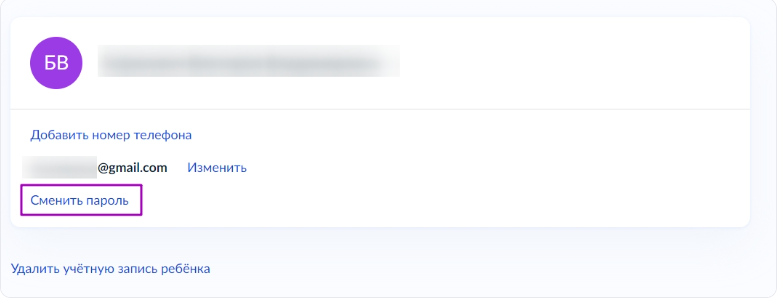 БВ
Добавить номер телефона
@gmail.com Изменить
Сменить пароль
Удалить учётную запись ребёнка